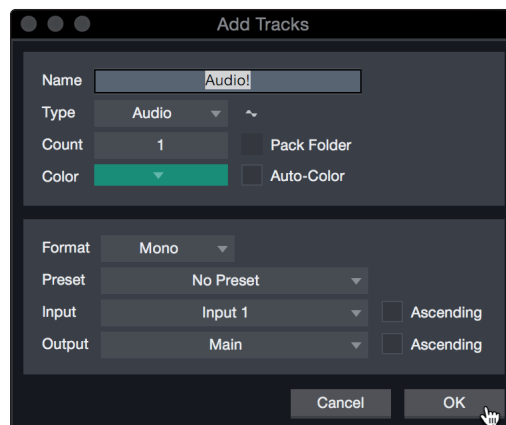 Add Tracks
Name Audio!
Type Audio
Count 1 Pack Folder
Color Auto-Color
Format Mono
Preset No Preset
Input Input 1 Ascending
Output Main Ascending
Cancel OK